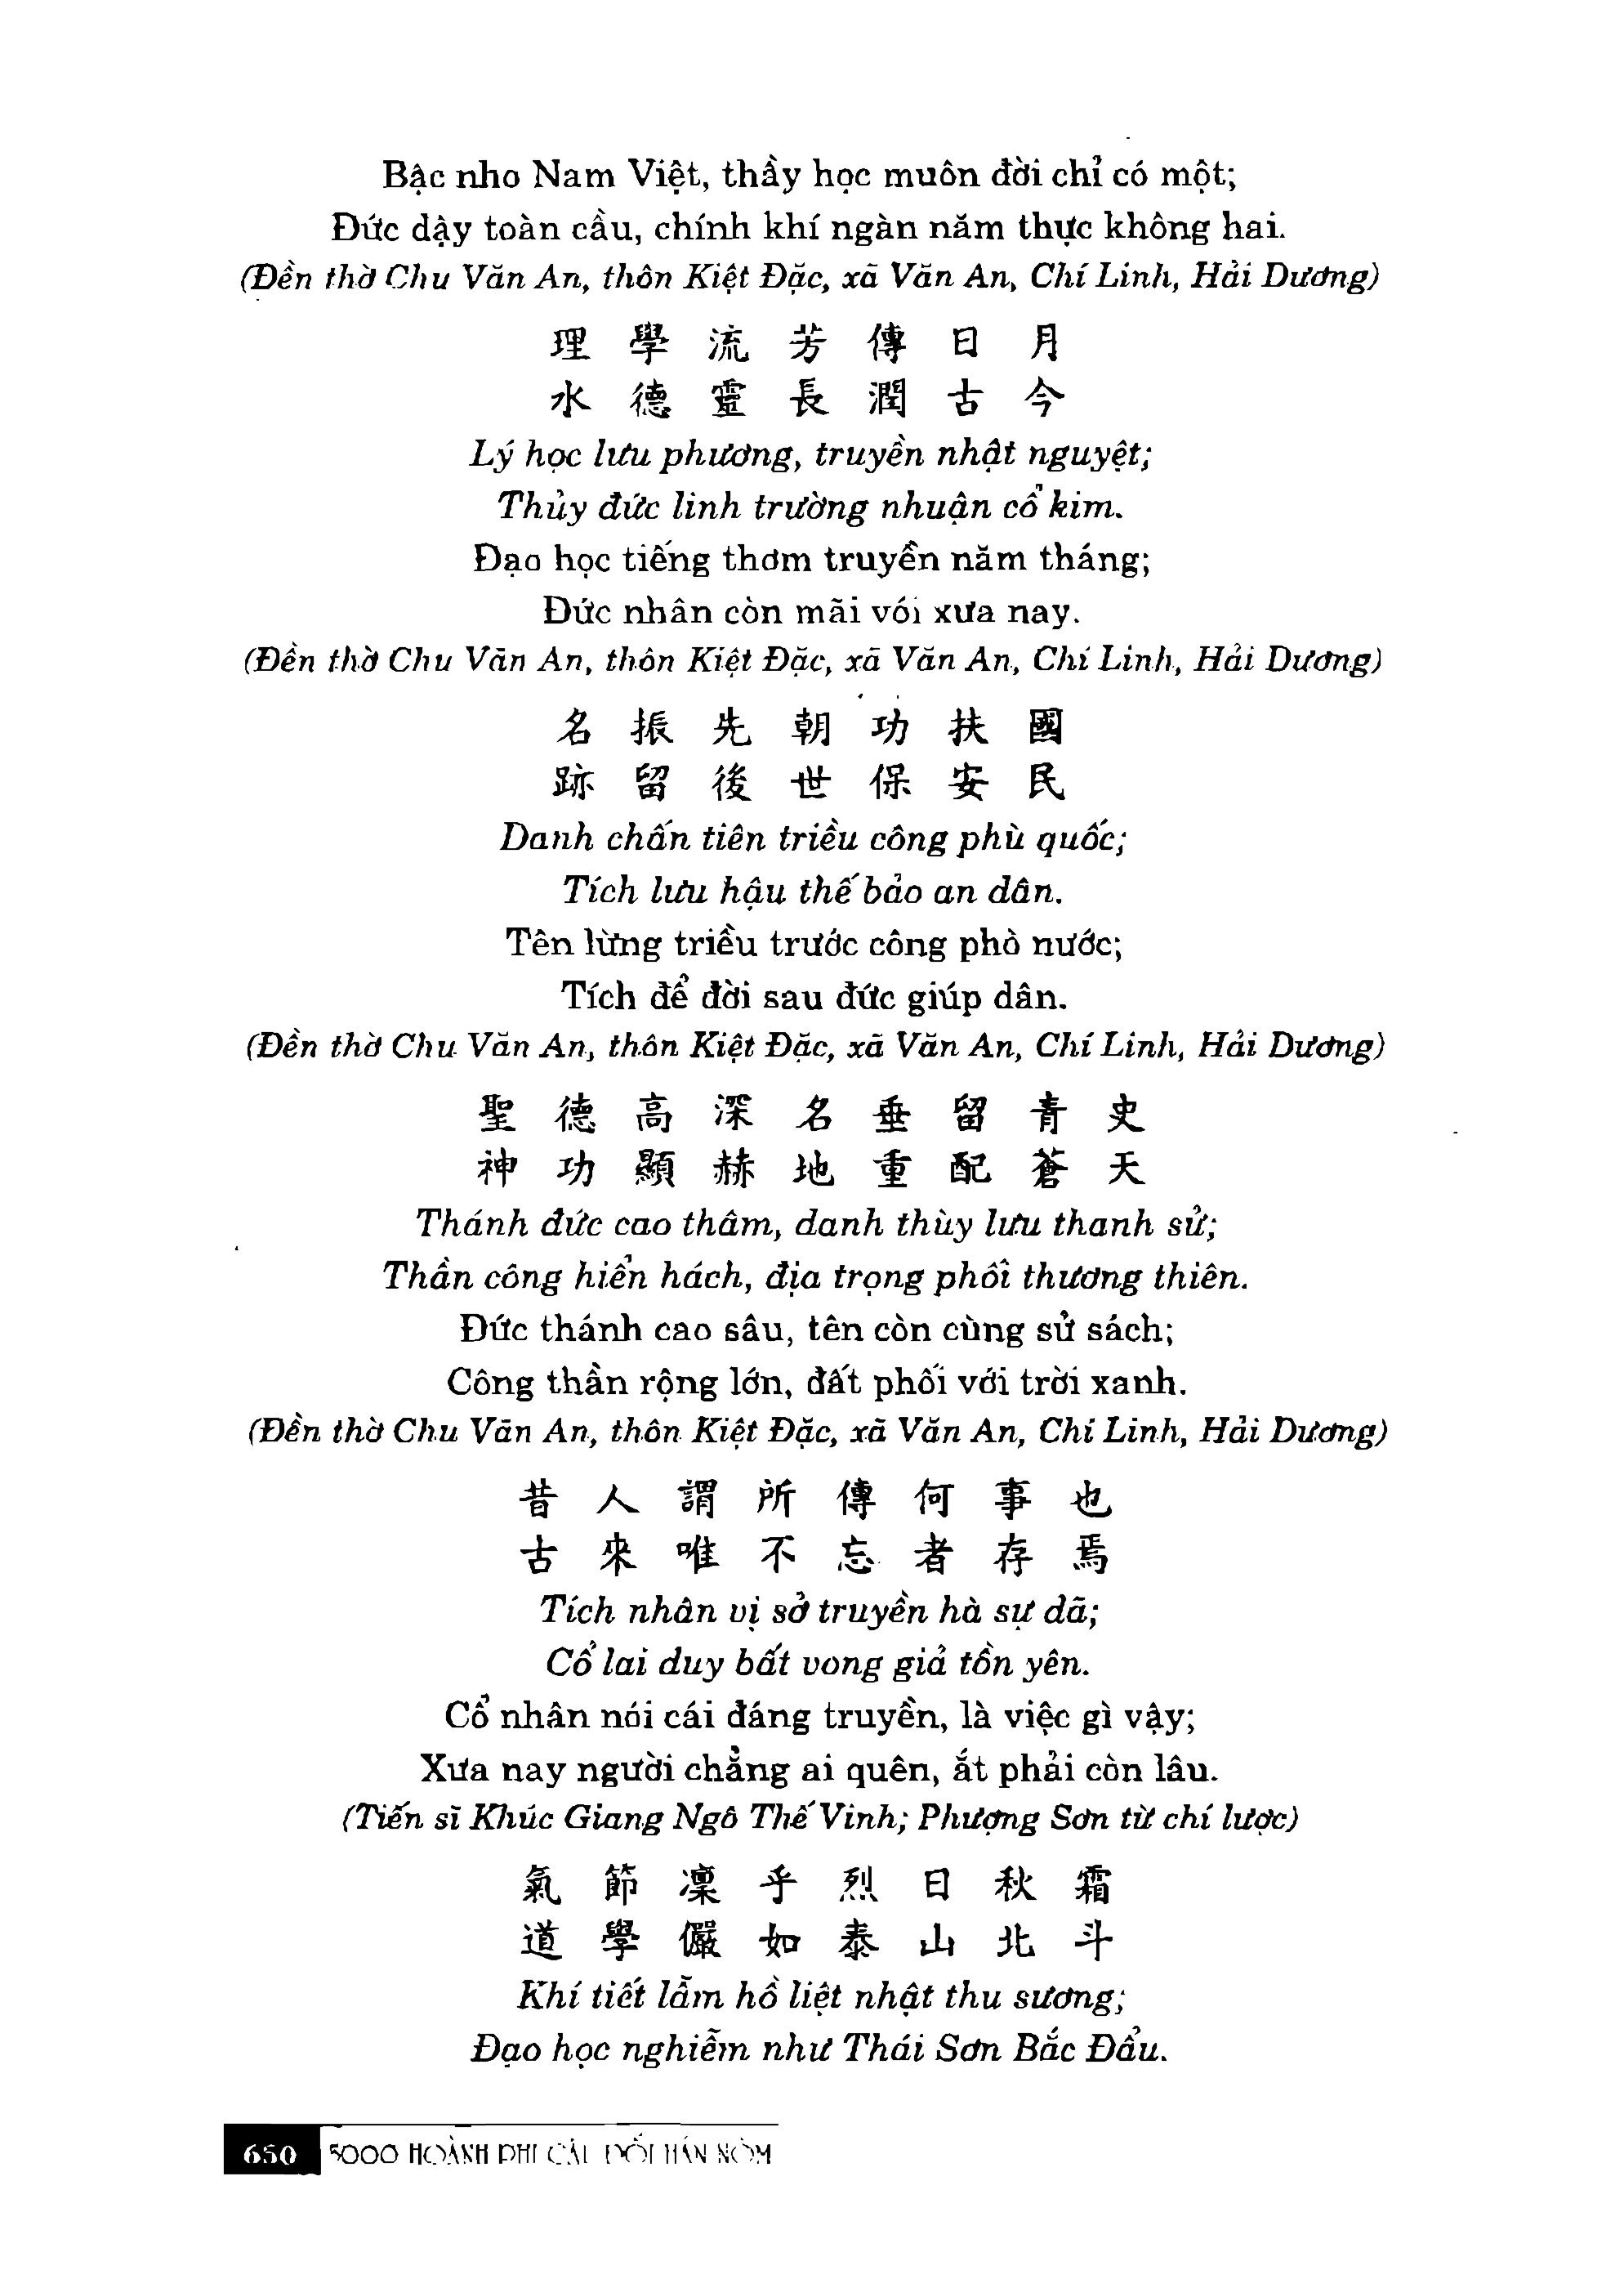 Bậc nho Nam Việt, thầy học muôn đời chỉ có một;
Đức dậy toàn cầu, chính khí ngàn năm thực không hai.
(Đền thờ Chu Văn An, thôn Kiệt Đặc, xã Văn An, Chí Linh, Hải Dương)
理 學 流 芳 傳 日 月
水 德 靈 長 潤 古 今
Lý học lưu phương, truyền nhật nguyệt;
Thủy đức linh trường nhuận cổ kim.
Đạo học tiếng thơm truyền năm tháng;
Đức nhân còn mãi với xưa nay.
(Đền thờ Chu Văn An, thôn Kiệt Đặc, xã Văn An, Chí Linh, Hải Dương)
名 振 先 朝 功 扶 國
跡 留 後 世 保 安 民
Danh chấn tiên triều công phù quốc;
Tích lưu hậu thế bảo an dân.
Tên lừng triều trước công phò nước;
Tích để đời sau đức giúp dân.
(Đền thờ Chu Văn An, thôn Kiệt Đặc, xã Văn An, Chí Linh, Hải Dương)
聖 德 高 深 名 垂 留 青 史
神 功 顯 赫 地 重 配 蒼 天
Thánh đức cao thâm, danh thùy lưu thanh sử;
Thần công hiển hách, địa trọng phối thương thiên.
Đức thánh cao sâu, tên còn cùng sử sách;
Công thần rộng lớn, đất phối với trời xanh.
(Đền thờ Chu Văn An, thôn Kiệt Đặc, xã Văn An, Chí Linh, Hải Dương)
昔 人 謂 所 傳 何 事 也
古 來 唯 不 忘 者 存 焉
Tích nhân vị sở truyền hà sự dã;
Cổ lai duy bất vong giả tồn yên.
Cổ nhân nói cái đáng truyền, là việc gì vậy;
Xưa nay người chẳng ai quên, ắt phải còn lâu.
(Tiến sĩ Khúc Giang Ngô Thế Vinh; Phượng Sơn từ chí lược)
氣 節 凜 乎 烈 日 秋 霜
道 學 儼 如 泰 山 北 斗
Khí tiết lẫm hồ liệt nhật thu sương;
Đạo học nghiễm như Thái Sơn Bắc Đẩu.
650 5000 HOÀNH PHI CÂU ĐỐI HÁN NÔM